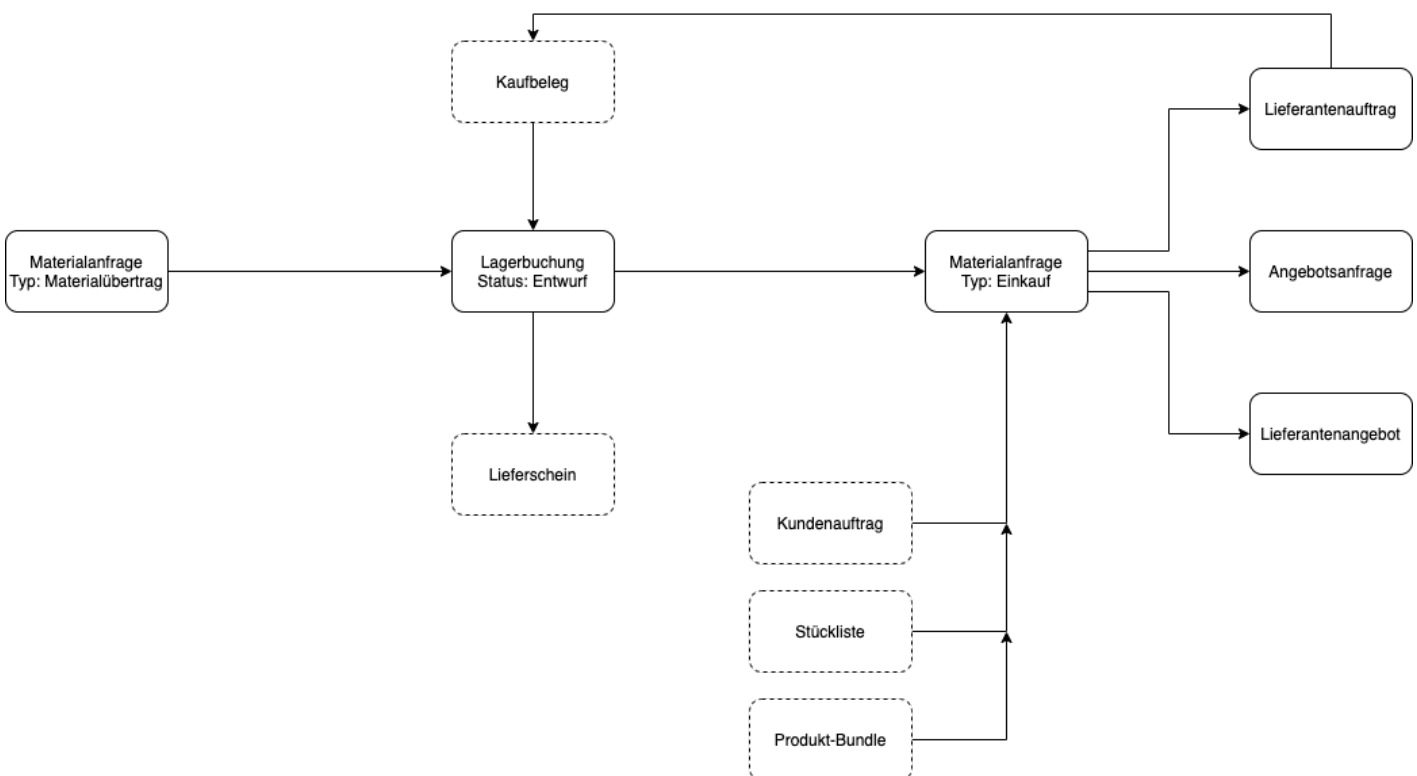 Kaufbeleg
Lieferantenauftrag
Materialanfrage
Typ: Materialübertrag
Lagerbuchung
Status: Entwurf
Materialanfrage
Typ: Einkauf
Angebotsanfrage
Lieferantenangebot
Lieferschein
Kundenauftrag
Stückliste
Produkt-Bundle